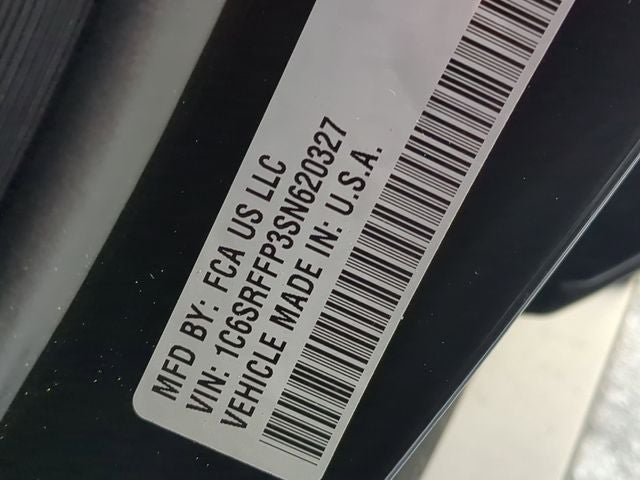 MFD BY: FCA US LLC
VIN: 1C6SRFFP3SN620327
VEHICLE MADE IN: U.S.A.